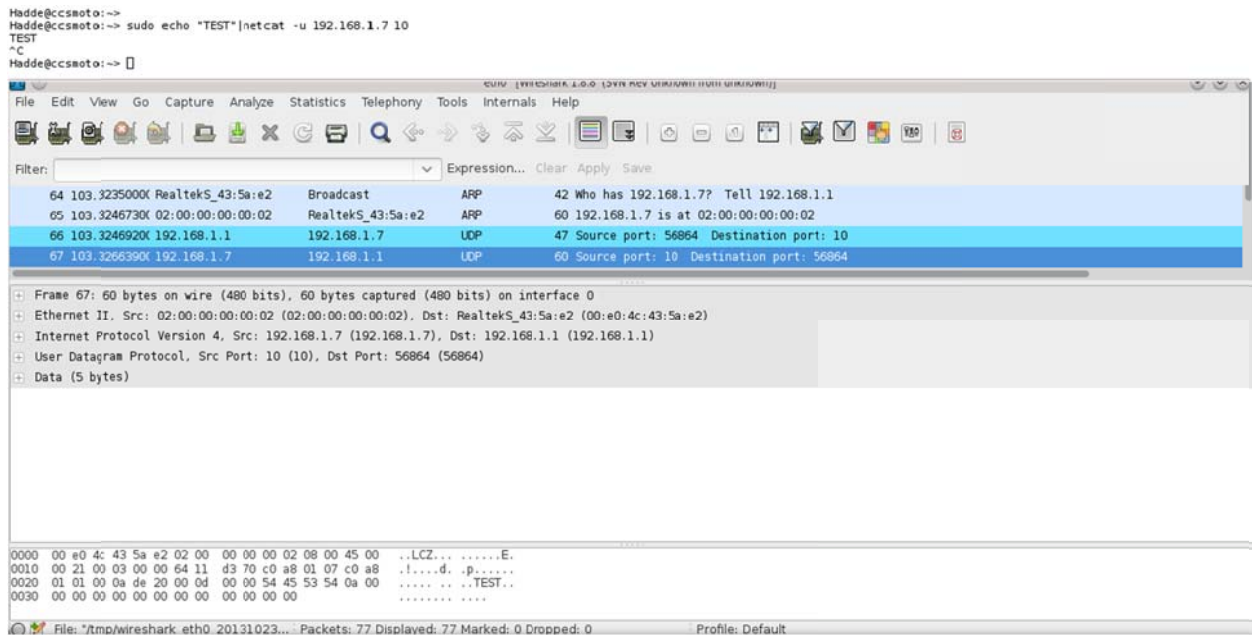 Hadde@ccsmoto:~>
Hadde@ccsmoto:~> sudo echo "TEST"|netcat -u 192.168.1.7 10
TEST
^C
Hadde@ccsmoto:~>
echo [Wireshark 1.8.8 (SVN Rev Unknown from unknown)]
File Edit View Go Capture Analyze Statistics Telephony Tools Internals Help
Filter: Expression... Clear Apply Save
64 103.3235000( RealtekS_43:5a:e2 Broadcast ARP 42 Who has 192.168.1.7? Tell 192.168.1.1
65 103.3246730( 02:00:00:00:00:02 RealtekS_43:5a:e2 ARP 60 192.168.1.7 is at 02:00:00:00:00:02
66 103.3246920( 192.168.1.1 192.168.1.7 UDP 47 Source port: 56864 Destination port: 10
67 103.3266390( 192.168.1.7 192.168.1.1 UDP 60 Source port: 10 Destination port: 56864
Frame 67: 60 bytes on wire (480 bits), 60 bytes captured (480 bits) on interface 0
Ethernet II, Src: 02:00:00:00:00:02 (02:00:00:00:00:02), Dst: RealtekS_43:5a:e2 (00:e0:4c:43:5a:e2)
Internet Protocol Version 4, Src: 192.168.1.7 (192.168.1.7), Dst: 192.168.1.1 (192.168.1.1)
User Datagram Protocol, Src Port: 10 (10), Dst Port: 56864 (56864)
Data (5 bytes)
0000 00 e0 4c 43 5a e2 02 00 00 00 00 02 08 00 45 00 ..LCZ... ......E.
0010 00 21 00 03 00 00 64 11 d3 70 c0 a8 01 07 c0 a8 .!....d. .p......
0020 01 01 00 0a de 20 00 0d 00 00 54 45 53 54 0a 00 ..... .. ..TEST..
0030 00 00 00 00 00 00 00 00 00 00 00 00 ........ ....
File: "/tmp/wireshark_eth0_20131023... Packets: 77 Displayed: 77 Marked: 0 Dropped: 0 Profile: Default